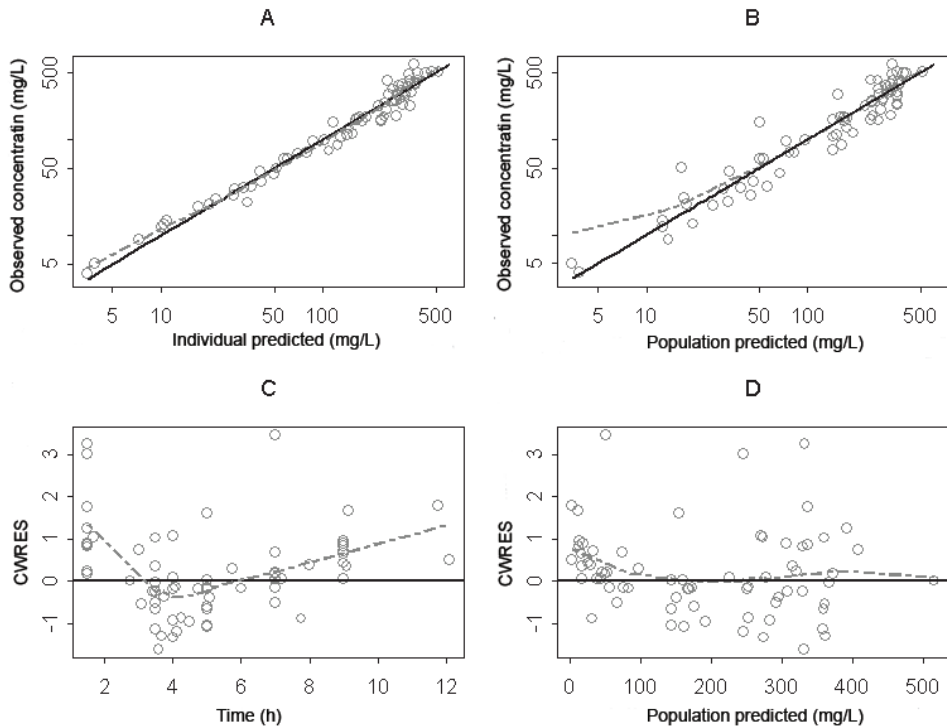 A
B
Observed concentratin (mg/L)
500
50
5
5 10 50 100 500
Individual predicted (mg/L)
Observed concentratin (mg/L)
500
50
5
5 10 50 100 500
Population predicted (mg/L)
C
D
CWRES
3
2
1
0
-1
2 4 6 8 10 12
Time (h)
CWRES
3
2
1
0
-1
0 100 200 300 400 500
Population predicted (mg/L)